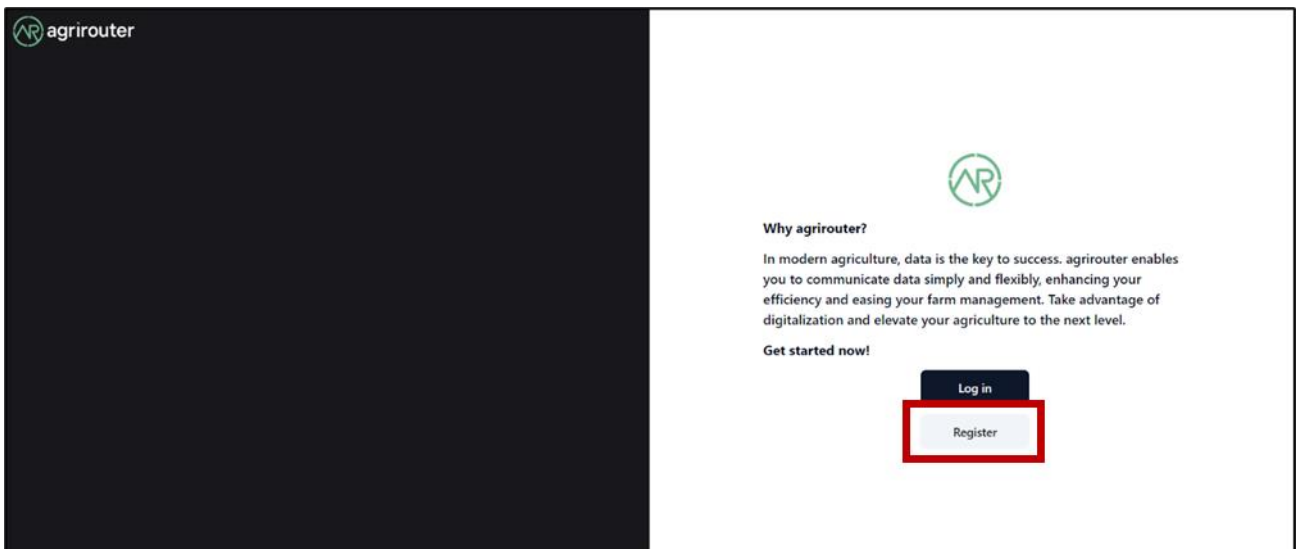 agrirouter
AR
Why agrirouter?
In modern agriculture, data is the key to success. agrirouter enables
you to communicate data simply and flexibly, enhancing your
efficiency and easing your farm management. Take advantage of
digitalization and elevate your agriculture to the next level.
Get started now!
Log in
Register